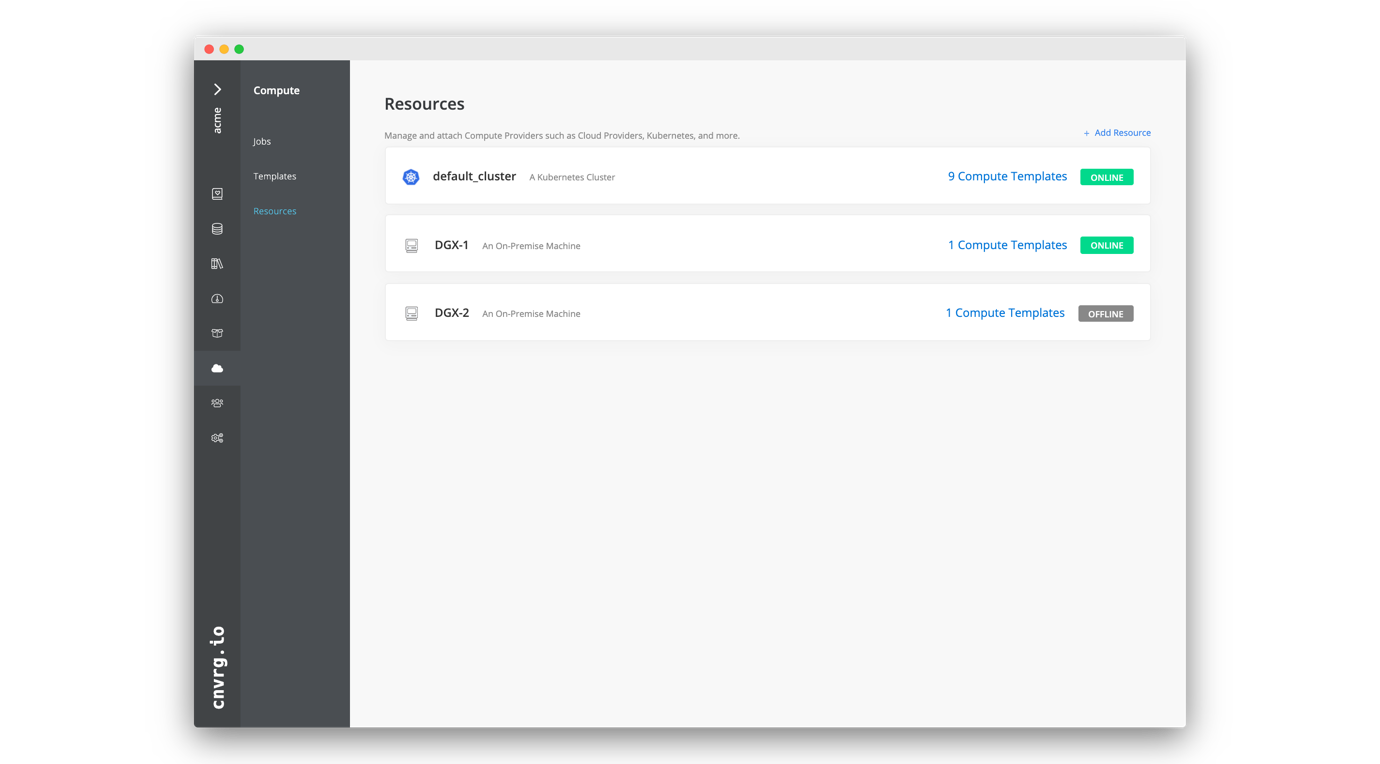 acme
cnvrg.io
Compute
Jobs
Templates
Resources
Resources
Manage and attach Compute Providers such as Cloud Providers, Kubernetes, and more.
+ Add Resource
default_cluster A Kubernetes Cluster 9 Compute Templates ONLINE
DGX-1 An On-Premise Machine 1 Compute Templates ONLINE
DGX-2 An On-Premise Machine 1 Compute Templates OFFLINE